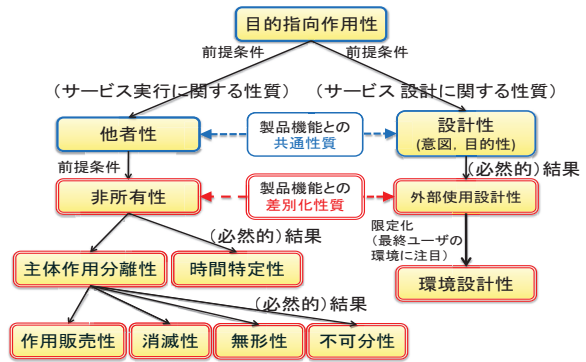 目的指向作用性
前提条件
前提条件
(サービス実行に関する性質)
(サービス 設計に関する性質)
他者性
製品機能との
共通性質
設計性
(意図, 目的性)
前提条件
(必然的)結果
非所有性
製品機能との
差別化性質
外部使用設計性
(必然的)結果
限定化
(最終ユーザの
環境に注目)
主体作用分離性
時間特定性
環境設計性
(必然的)結果
作用販売性
消滅性
無形性
不可分性